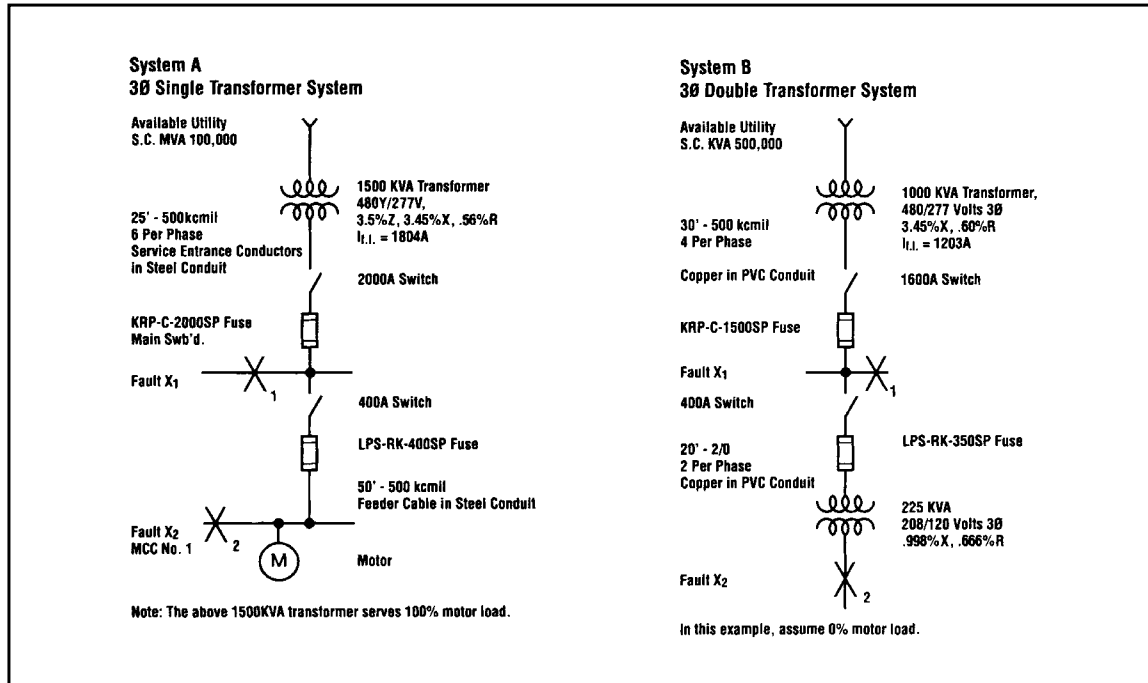 System A
3Ø Single Transformer System
Available Utility
S.C. MVA 100,000
1500 KVA Transformer
480Y/277V,
3.5%Z, 3.45%X, .56%R
If.l. = 1804A
25' - 500kcmil
6 Per Phase
Service Entrance Conductors
in Steel Conduit
2000A Switch
KRP-C-2000SP Fuse
Main Swb'd.
Fault X1
1
400A Switch
LPS-RK-400SP Fuse
50' - 500 kcmil
Feeder Cable in Steel Conduit
Fault X2
MCC No. 1
2
M
Motor
Note: The above 1500KVA transformer serves 100% motor load.
System B
3Ø Double Transformer System
Available Utility
S.C. KVA 500,000
1000 KVA Transformer,
480/277 Volts 3Ø
3.45%X, .60%R
If.l. = 1203A
30' - 500 kcmil
4 Per Phase
Copper in PVC Conduit
1600A Switch
KRP-C-1500SP Fuse
Fault X1
1
400A Switch
LPS-RK-350SP Fuse
20' - 2/0
2 Per Phase
Copper in PVC Conduit
225 KVA
208/120 Volts 3Ø
.998%X, .666%R
Fault X2
2
In this example, assume 0% motor load.